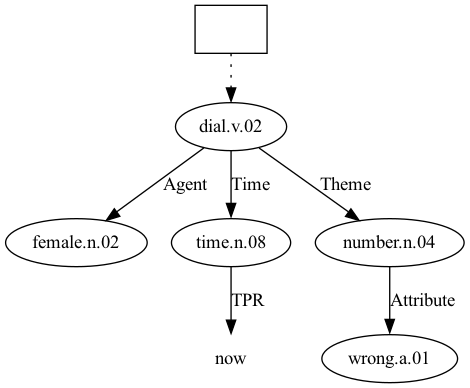 dial.v.02
Agent Time Theme
female.n.02 time.n.08 number.n.04
TPR Attribute
now wrong.a.01